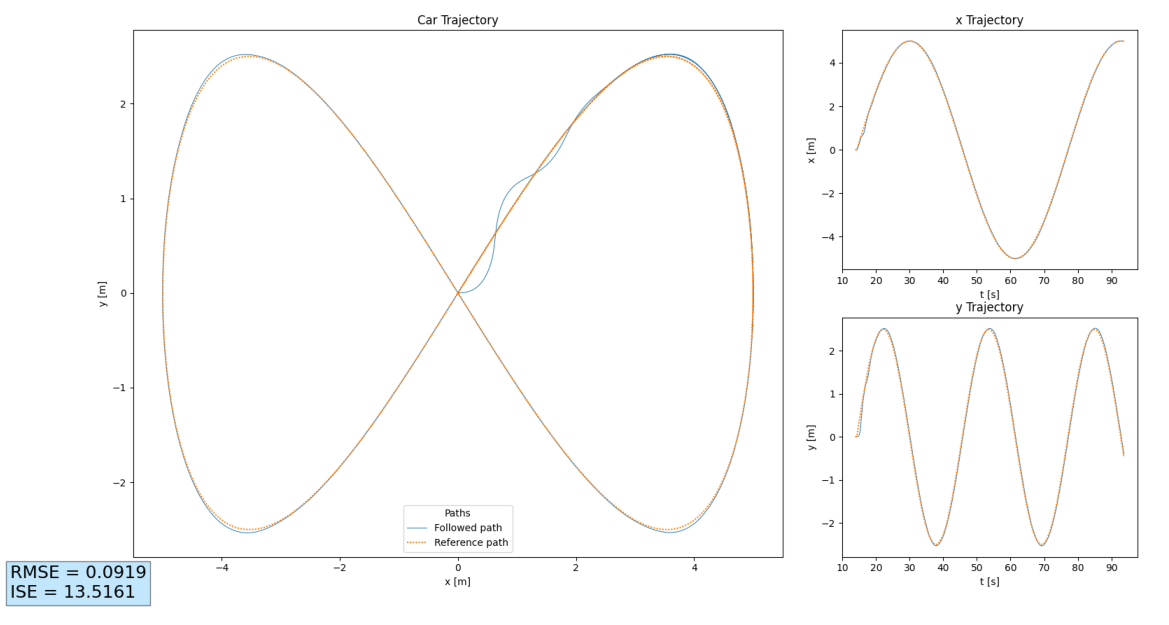 Car Trajectory
y [m]
2
1
0
−1
−2
−4
−2
0
2
4
x [m]
Paths
Followed path
Reference path
RMSE = 0.0919
ISE = 13.5161
x Trajectory
x [m]
4
2
0
−2
−4
10 20 30 40 50 60 70 80 90
t [s]
y Trajectory
y [m]
2
1
0
−1
−2
10 20 30 40 50 60 70 80 90
t [s]